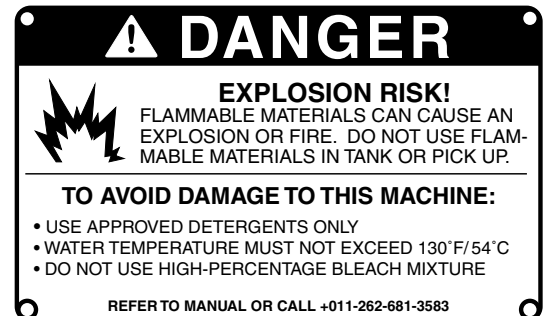 DANGER
EXPLOSION RISK!
FLAMMABLE MATERIALS CAN CAUSE AN
EXPLOSION OR FIRE. DO NOT USE FLAM-
MABLE MATERIALS IN TANK OR PICK UP.
TO AVOID DAMAGE TO THIS MACHINE:
• USE APPROVED DETERGENTS ONLY
• WATER TEMPERATURE MUST NOT EXCEED 130˚F/54˚C
• DO NOT USE HIGH-PERCENTAGE BLEACH MIXTURE
REFER TO MANUAL OR CALL +011-262-681-3583